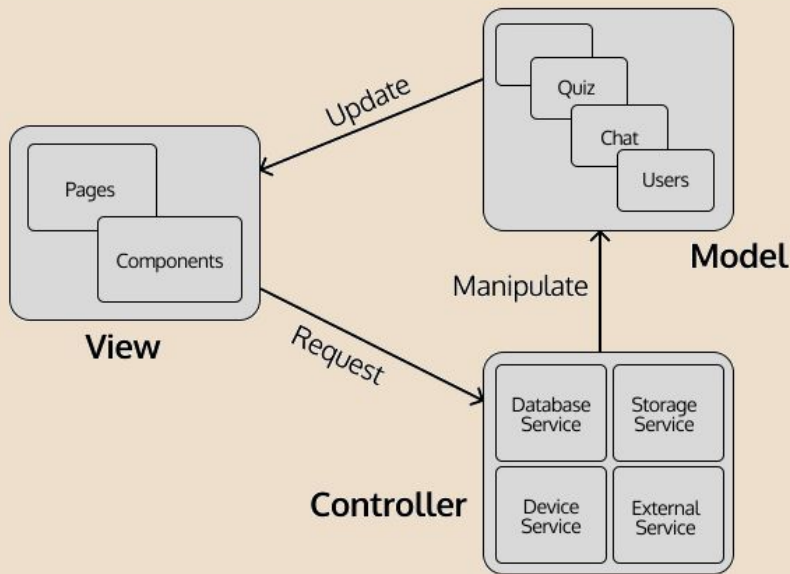 Update
Quiz
Chat
Users
Model
Pages
Components
View
Request
Manipulate
Database
Service
Storage
Service
Device
Service
External
Service
Controller